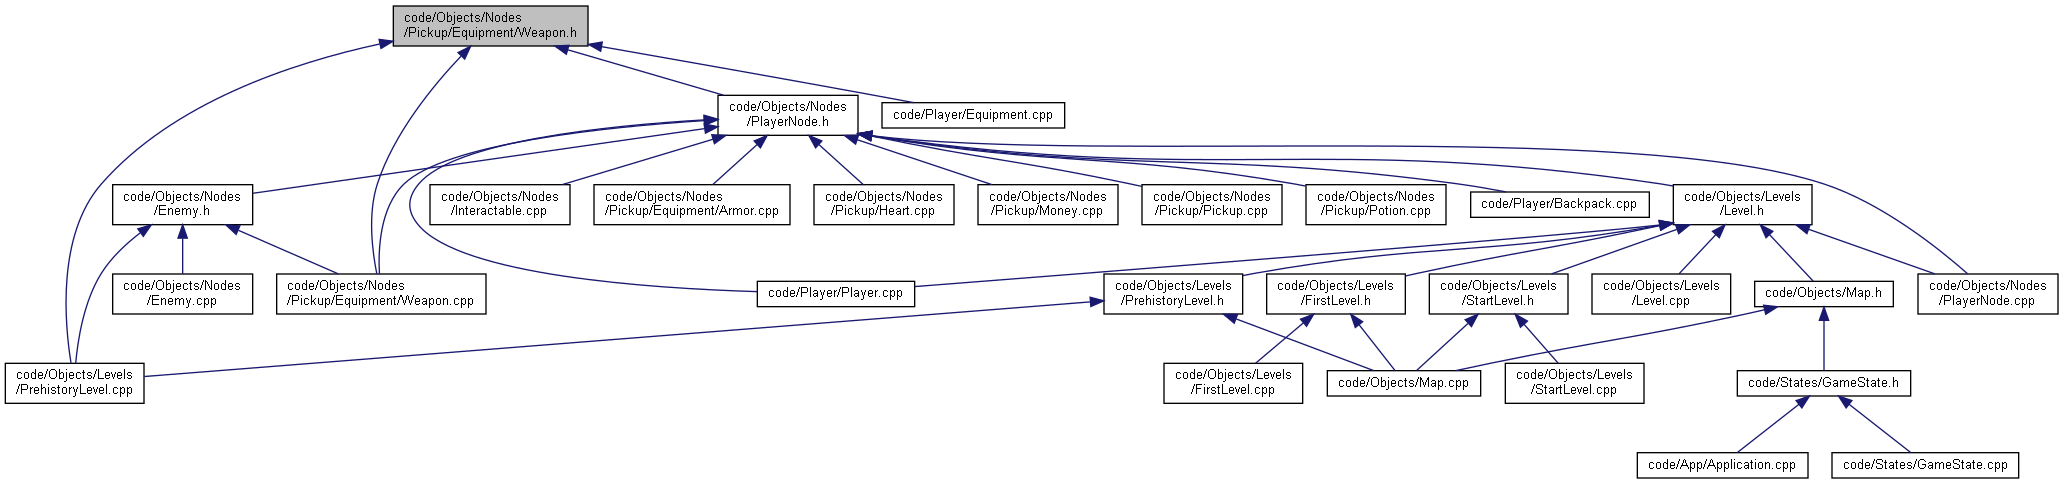 code/Objects/Nodes
/Pickup/Equipment/Weapon.h
code/Objects/Nodes
/PlayerNode.h
code/Player/Equipment.cpp
code/Objects/Nodes
/Enemy.h
code/Objects/Nodes
/Interactable.cpp
code/Objects/Nodes
/Pickup/Equipment/Armor.cpp
code/Objects/Nodes
/Pickup/Heart.cpp
code/Objects/Nodes
/Pickup/Money.cpp
code/Objects/Nodes
/Pickup/Pickup.cpp
code/Objects/Nodes
/Pickup/Potion.cpp
code/Player/Backpack.cpp
code/Objects/Levels
/Level.h
code/Objects/Nodes
/Enemy.cpp
code/Objects/Nodes
/Pickup/Equipment/Weapon.cpp
code/Player/Player.cpp
code/Objects/Levels
/PrehistoryLevel.h
code/Objects/Levels
/FirstLevel.h
code/Objects/Levels
/StartLevel.h
code/Objects/Levels
/Level.cpp
code/Objects/Map.h
code/Objects/Nodes
/PlayerNode.cpp
code/Objects/Levels
/PrehistoryLevel.cpp
code/Objects/Levels
/FirstLevel.cpp
code/Objects/Map.cpp
code/Objects/Levels
/StartLevel.cpp
code/States/GameState.h
code/App/Application.cpp
code/States/GameState.cpp